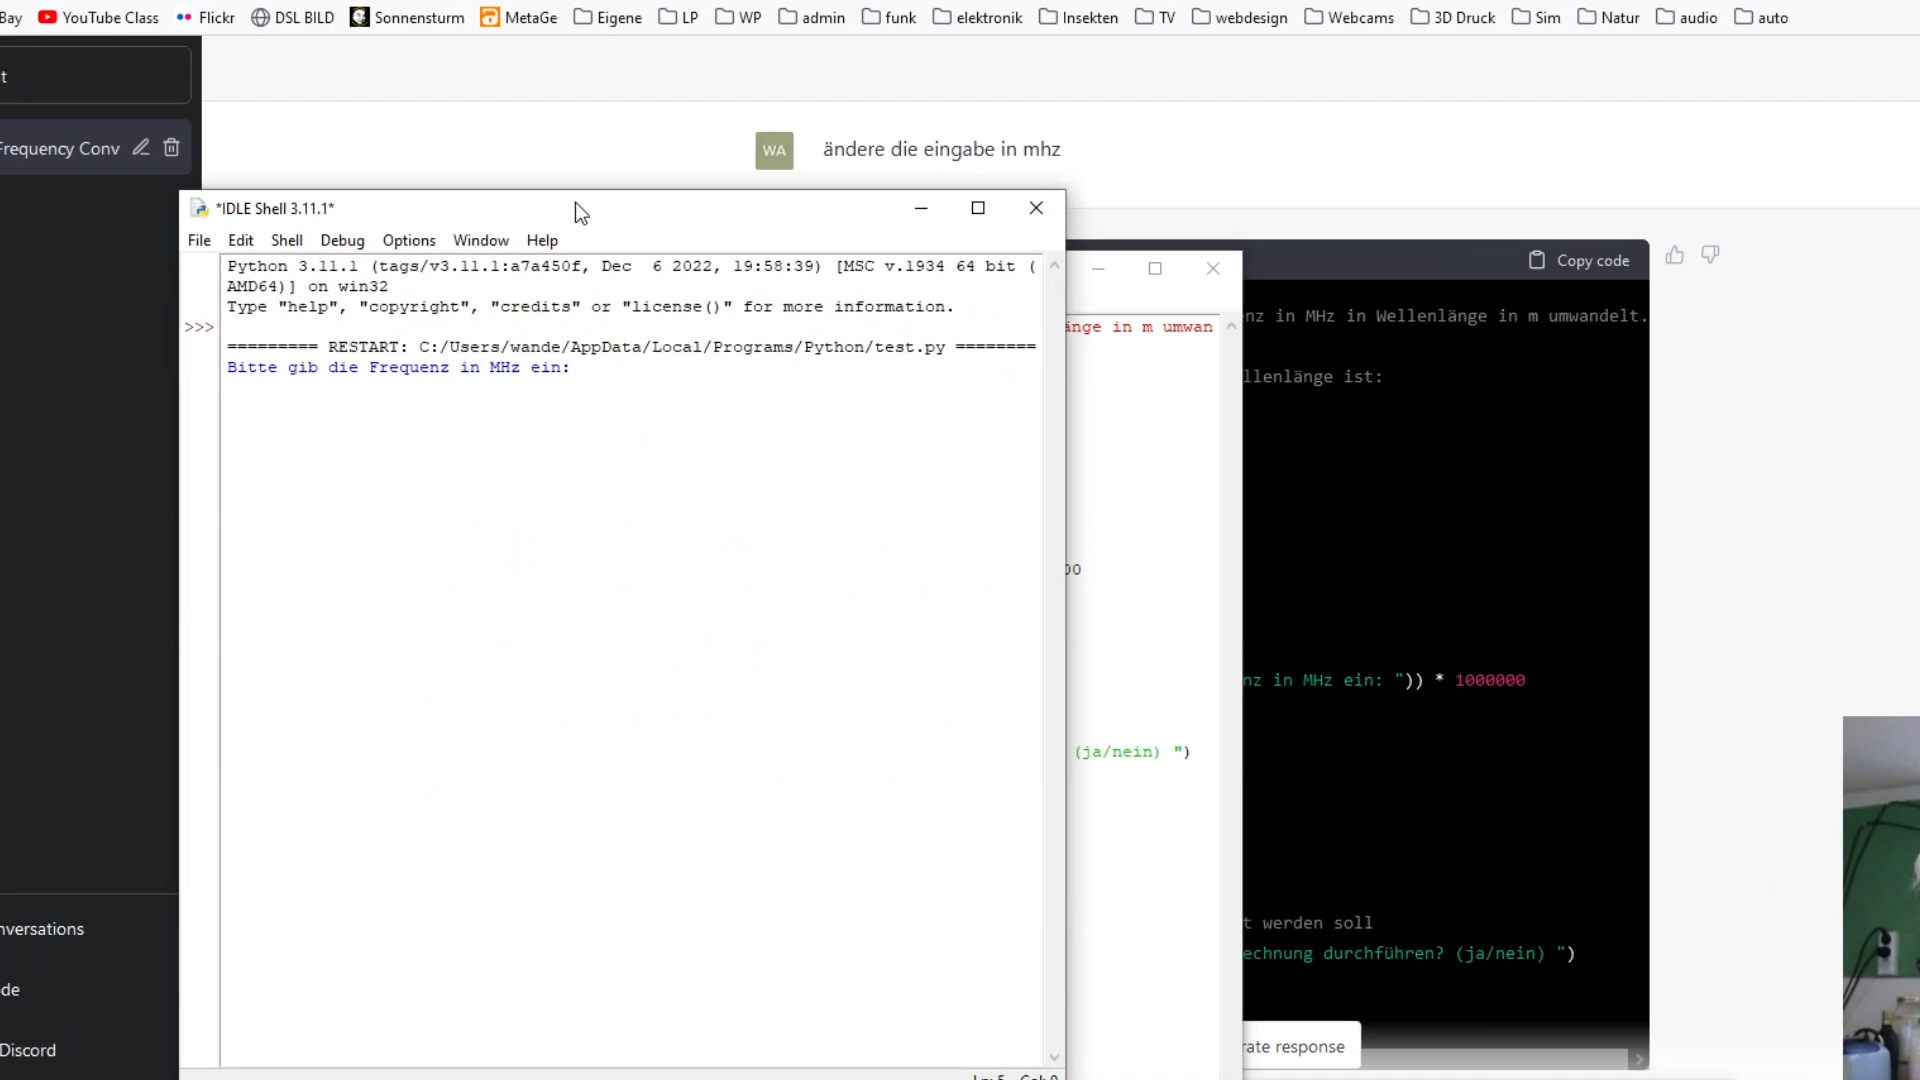 Bay YouTube Class Flickr DSL BILD Sonnensturm MetaGe Eigene LP WP admin funk elektronik Insekten TV webdesign Webcams 3D Druck Sim Natur audio auto
t
Frequency Conv
WA ändere die eingabe in mhz
*IDLE Shell 3.11.1*
File Edit Shell Debug Options Window Help
Copy code
Python 3.11.1 (tags/v3.11.1:a7a450f, Dec  6 2022, 19:58:39) [MSC v.1934 64 bit (
AMD64)] on win32
Type "help", "copyright", "credits" or "license()" for more information.
>>>
========= RESTART: C:/Users/wande/AppData/Local/Programs/Python/test.py ========
Bitte gib die Frequenz in MHz ein:
änge in m umwan
00
(ja/nein) ")
nz in MHz in Wellenlänge in m umwandelt.
llenlänge ist:
nz in MHz ein: ")) * 1000000
t werden soll
echnung durchführen? (ja/nein) ")
rate response
nversations
de
Discord